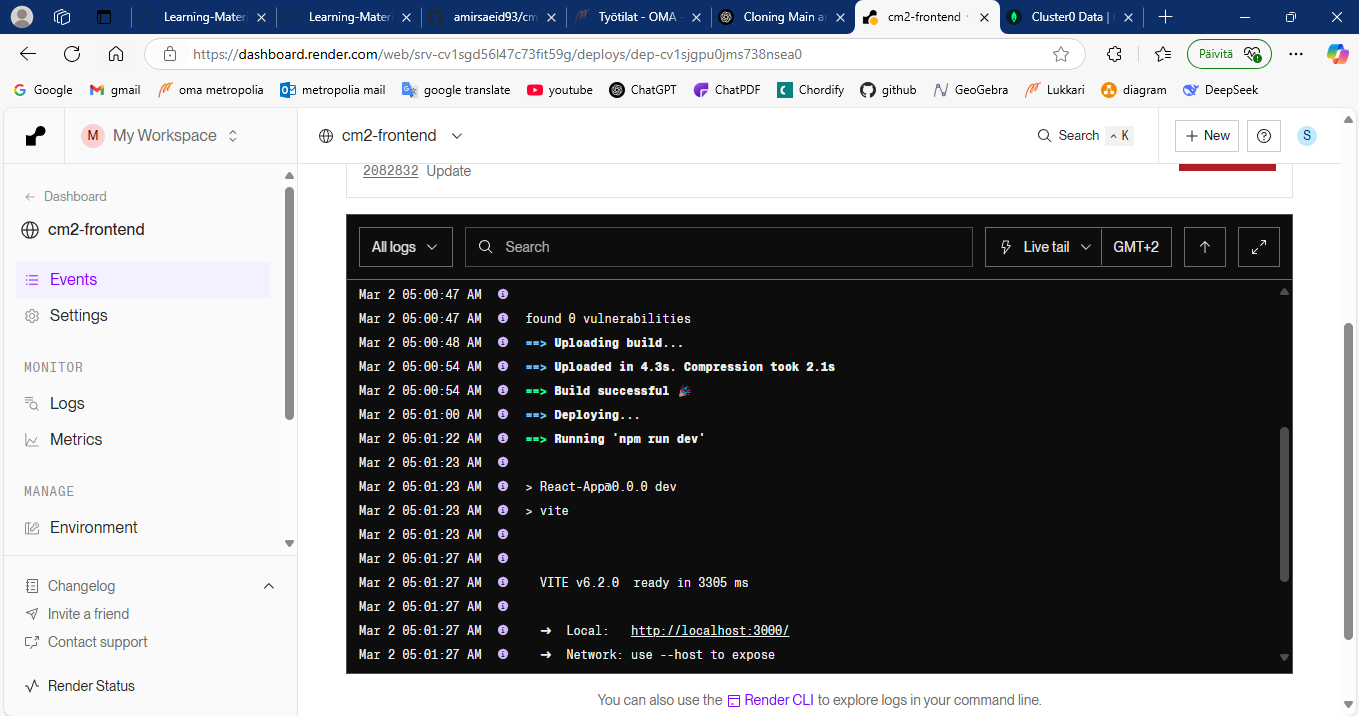 Learning-Mater
Learning-Mater
amirsaeid93/cm
Työtilat - OMA -
Cloning Main a
cm2-frontend
Cluster0 Data |
https://dashboard.render.com/web/srv-cv1sgd56l47c73fit59g/deploys/dep-cv1sjgpu0jms738nsea0
Päivitä
Google
gmail
oma metropolia
metropolia mail
google translate
youtube
ChatGPT
ChatPDF
Chordify
github
GeoGebra
Lukkari
diagram
DeepSeek
M My Workspace
cm2-frontend
Search ^ K
+ New
S
← Dashboard
cm2-frontend
Events
Settings
MONITOR
Logs
Metrics
MANAGE
Environment
Changelog
Invite a friend
Contact support
Render Status
2082832 Update
All logs
Search
Live tail
GMT+2
Mar 2 05:00:47 AM
Mar 2 05:00:47 AM found 0 vulnerabilities
Mar 2 05:00:48 AM ==> Uploading build...
Mar 2 05:00:54 AM ==> Uploaded in 4.3s. Compression took 2.1s
Mar 2 05:00:54 AM ==> Build successful 🎉
Mar 2 05:01:00 AM ==> Deploying...
Mar 2 05:01:22 AM ==> Running 'npm run dev'
Mar 2 05:01:23 AM
Mar 2 05:01:23 AM > React-App@0.0.0 dev
Mar 2 05:01:23 AM > vite
Mar 2 05:01:23 AM
Mar 2 05:01:27 AM
Mar 2 05:01:27 AM VITE v6.2.0 ready in 3305 ms
Mar 2 05:01:27 AM
Mar 2 05:01:27 AM ➜ Local: http://localhost:3000/
Mar 2 05:01:27 AM ➜ Network: use --host to expose
You can also use the Render CLI to explore logs in your command line.